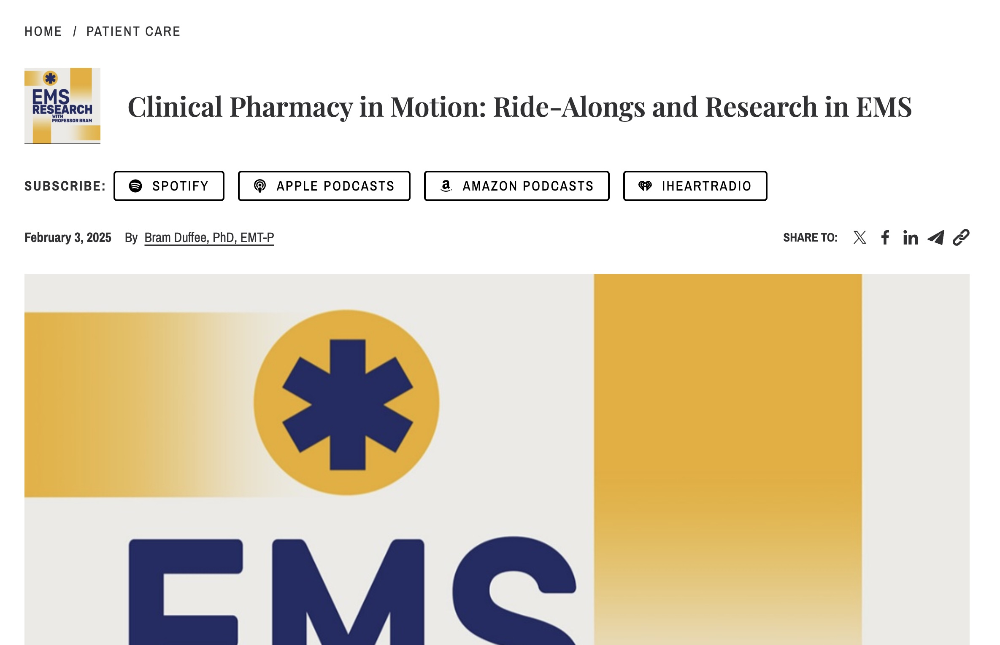 HOME / PATIENT CARE
EMS
RESEARCH
WITH
PROFESSOR BRAM
Clinical Pharmacy in Motion: Ride-Alongs and Research in EMS
SUBSCRIBE: SPOTIFY APPLE PODCASTS AMAZON PODCASTS IHEARTRADIO
February 3, 2025 By Bram Duffee, PhD, EMT-P SHARE TO:
EMS